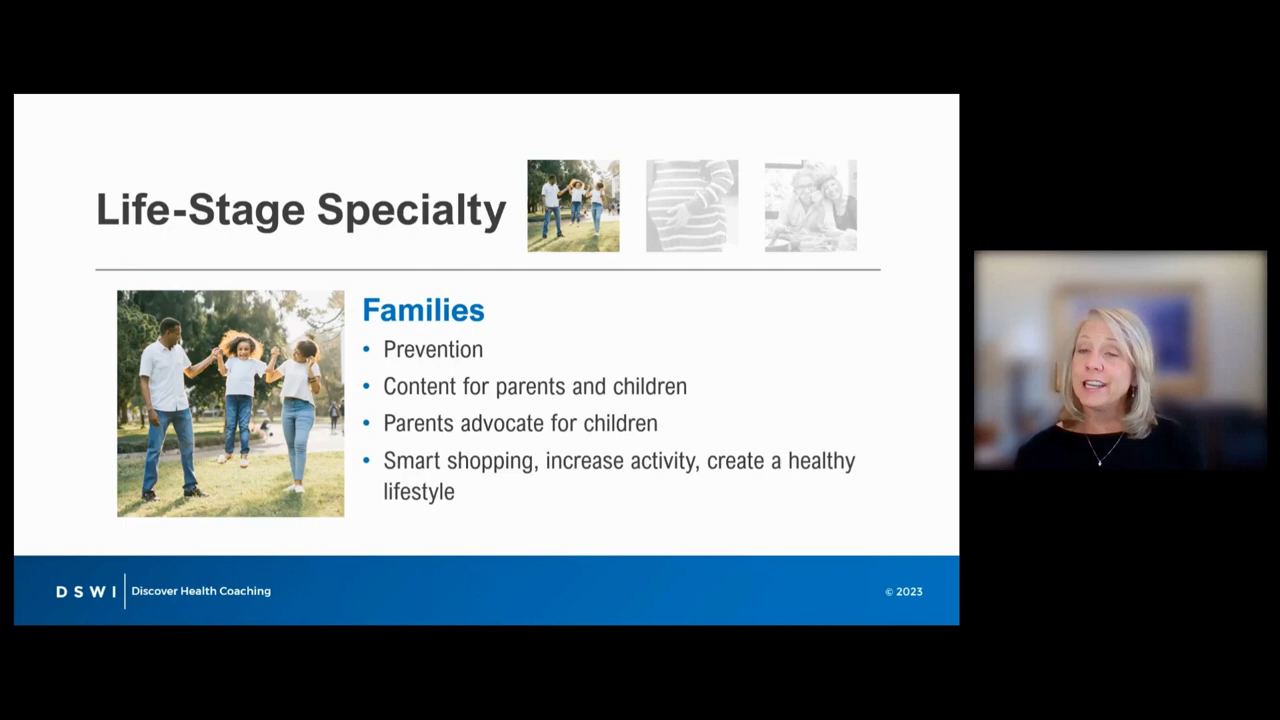 Life-Stage Specialty
Families
• Prevention
• Content for parents and children
• Parents advocate for children
• Smart shopping, increase activity, create a healthy
lifestyle
DSWI | Discover Health Coaching
© 2023